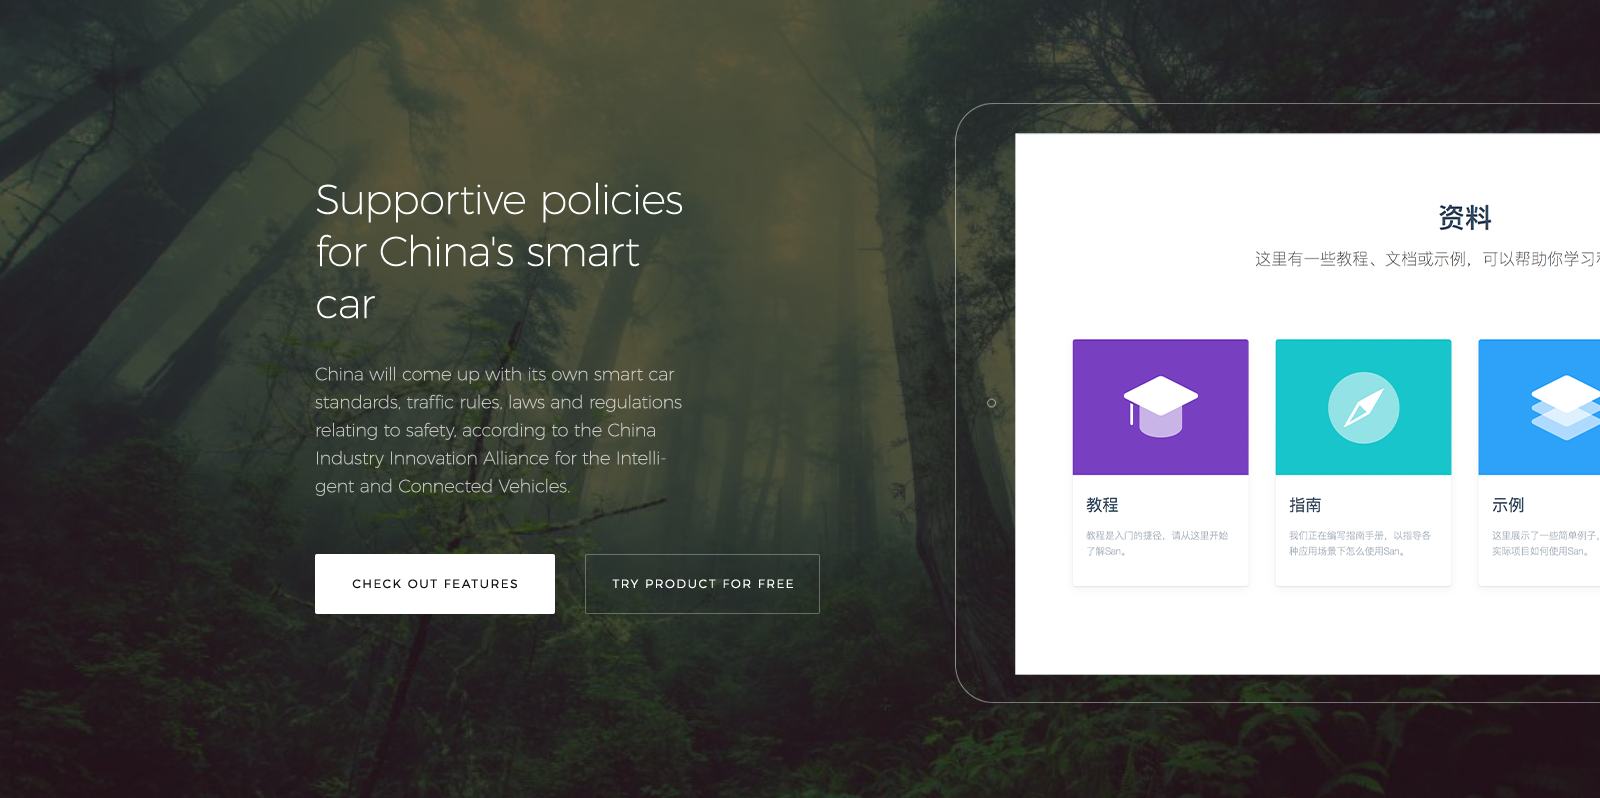 Supportive policies
for China's smart
car
China will come up with its own smart car
standards, traffic rules, laws and regulations
relating to safety, according to the China
Industry Innovation Alliance for the Intelli-
gent and Connected Vehicles.
CHECK OUT FEATURES
TRY PRODUCT FOR FREE
资料
这里有一些教程、文档或示例，可以帮助你学习
教程
教程是入门的捷径，请从这里开始
了解San。
指南
我们正在编写指南手册，以指导各
种应用场景下怎么使用San。
示例
这里展示了一些简单例子，
实际项目如何使用San。